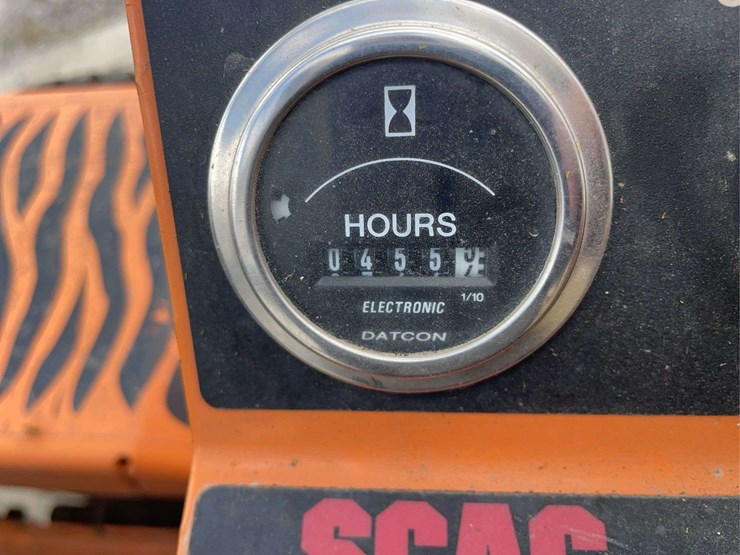 HOURS
0455
1/10
ELECTRONIC
DATCON
SCAG